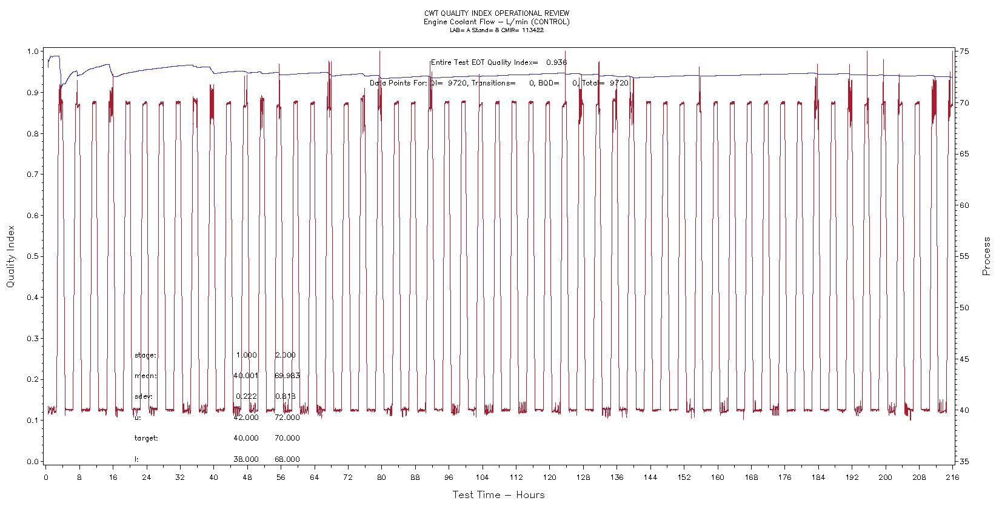 CWT QUALITY INDEX OPERATIONAL REVIEW
Engine Coolant Flow – L/min (CONTROL)
LAB= A Stand= 8 CMIR= 113422
Entire Test EOT Quality Index= 0.936
Data Points For: QI= 9720, Transitions= 0, BQD= 0, Total= 9720
1.0
0.9
0.8
0.7
0.6
0.5
0.4
0.3
0.2
0.1
0.0
Quality Index
75
70
65
60
55
50
45
40
35
Process
stage: 1.000 2.000
mean: 40.001 69.983
sdev: 0.222 0.813
u: 42.000 72.000
target: 40.000 70.000
l: 38.000 68.000
0 8 16 24 32 40 48 56 64 72 80 88 96 104 112 120 128 136 144 152 160 168 176 184 192 200 208 216
Test Time – Hours